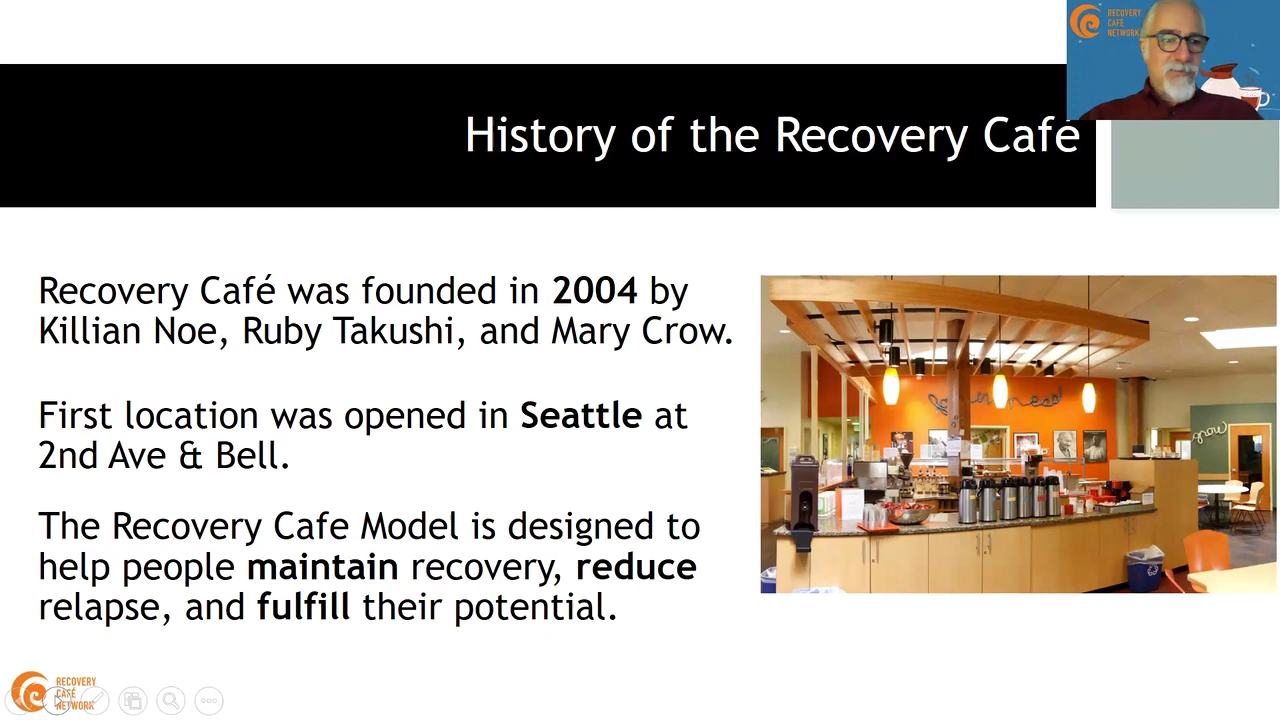 RECOVERY
CAFÉ
NETWORK
History of the Recovery Café
Recovery Café was founded in 2004 by
Killian Noe, Ruby Takushi, and Mary Crow.
First location was opened in Seattle at
2nd Ave & Bell.
The Recovery Cafe Model is designed to
help people maintain recovery, reduce
relapse, and fulfill their potential.
grow
RECOVERY
CAFÉ
NETWORK